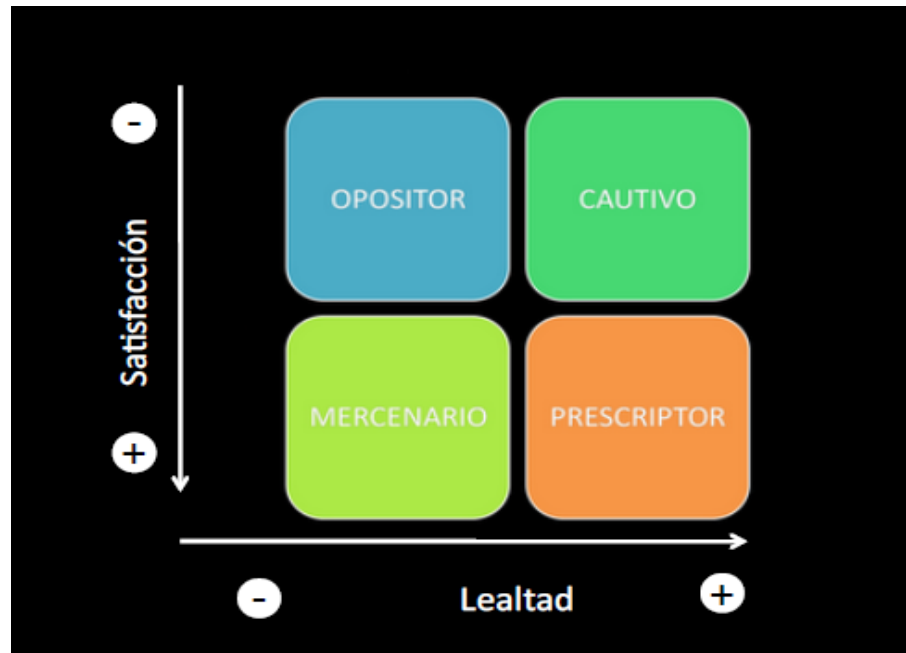 -
OPOSITOR
CAUTIVO
Satisfacción
MERCENARIO
PRESCRIPTOR
+
-
Lealtad
+